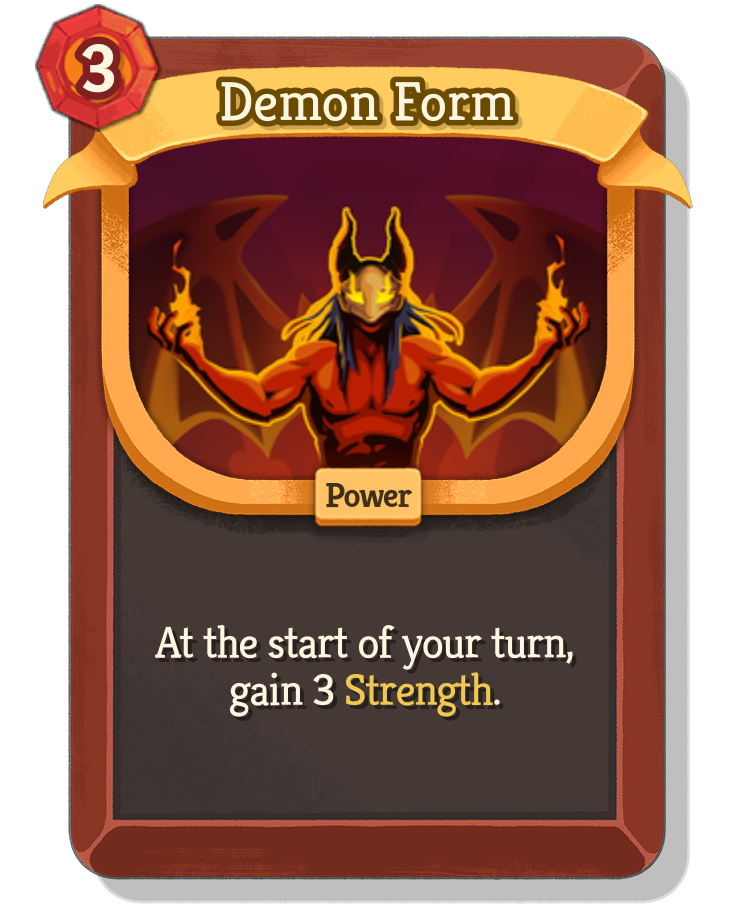 3
Demon Form
Power
At the start of your turn,
gain 3 Strength.